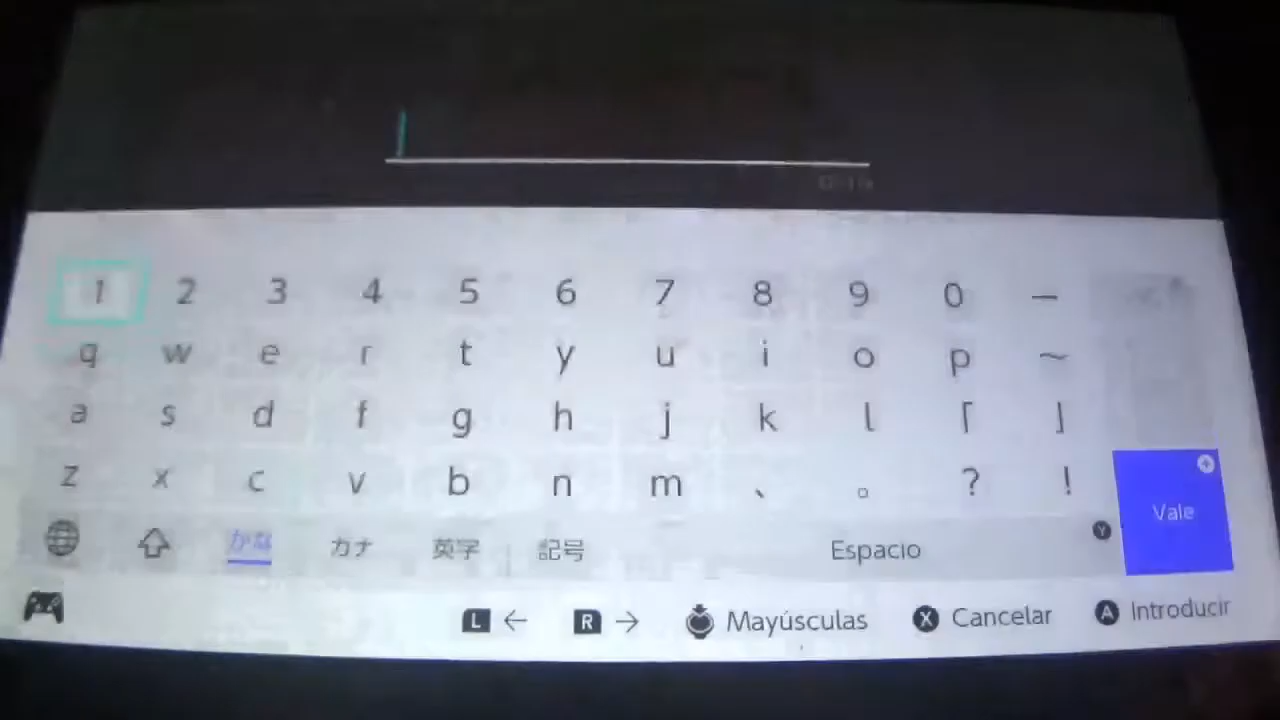 1 2 3 4 5 6 7 8 9 0 ー
q w e r t y u i o p ～
a s d f g h j k l 「 」
z x c v b n m 、 。 ? !
かな カナ 英字 記号 Espacio Y Vale
L ← R → Mayúsculas X Cancelar A Introducir